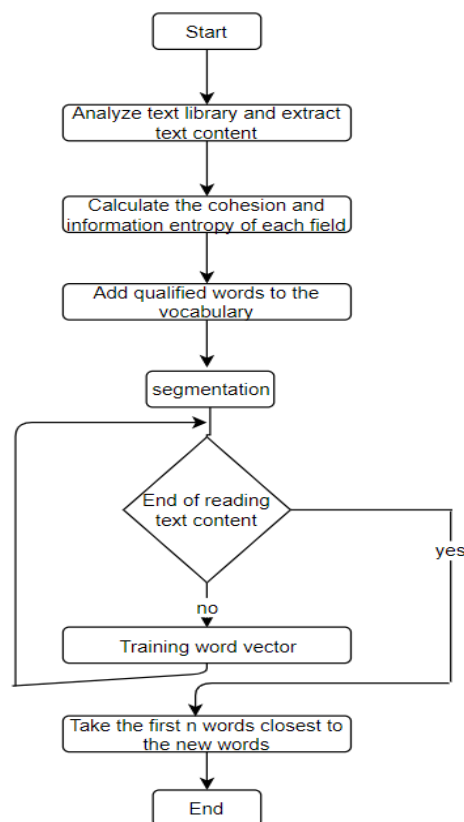 Start
Analyze text library and extract
text content
Calculate the cohesion and
information entropy of each field
Add qualified words to the
vocabulary
segmentation
End of reading
text content
yes
no
Training word vector
Take the first n words closest to
the new words
End